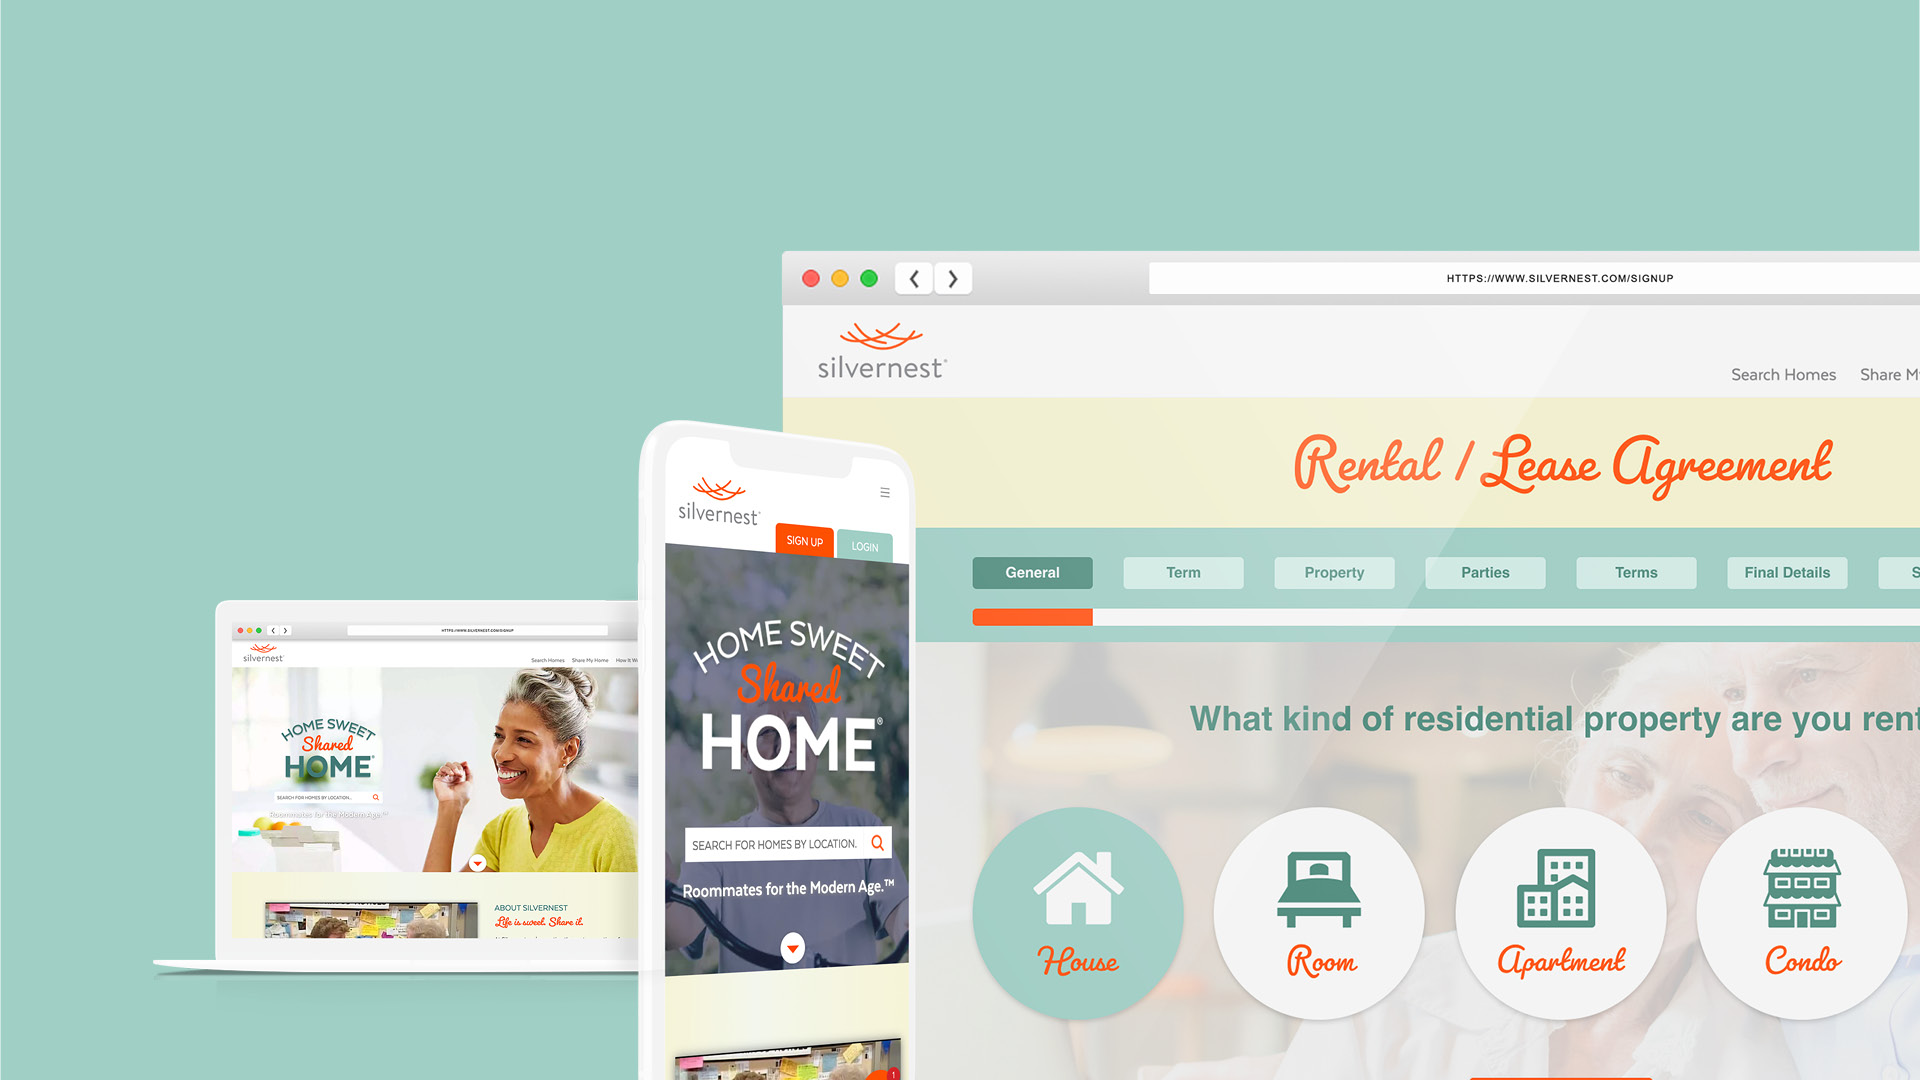 HTTPS://WWW.SILVERNEST.COM/SIGNUP
silvernest
Search Homes Share My
Rental / Lease Agreement
General Term Property Parties Terms Final Details S
What kind of residential property are you rent
House Room Apartment Condo
silvernest
SIGN UP LOGIN
HOME SWEET
Shared
HOME®
SEARCH FOR HOMES BY LOCATION.
Roommates for the Modern Age.™
1
HTTPS://WWW.SILVERNEST.COM/SIGNUP
silvernest
Search Homes Share My Home How It W
HOME SWEET
Shared
HOME
SEARCH FOR HOMES BY LOCATION...
Roommates for the Modern Age.™
ABOUT SILVERNEST
Life is sweet. Share it.